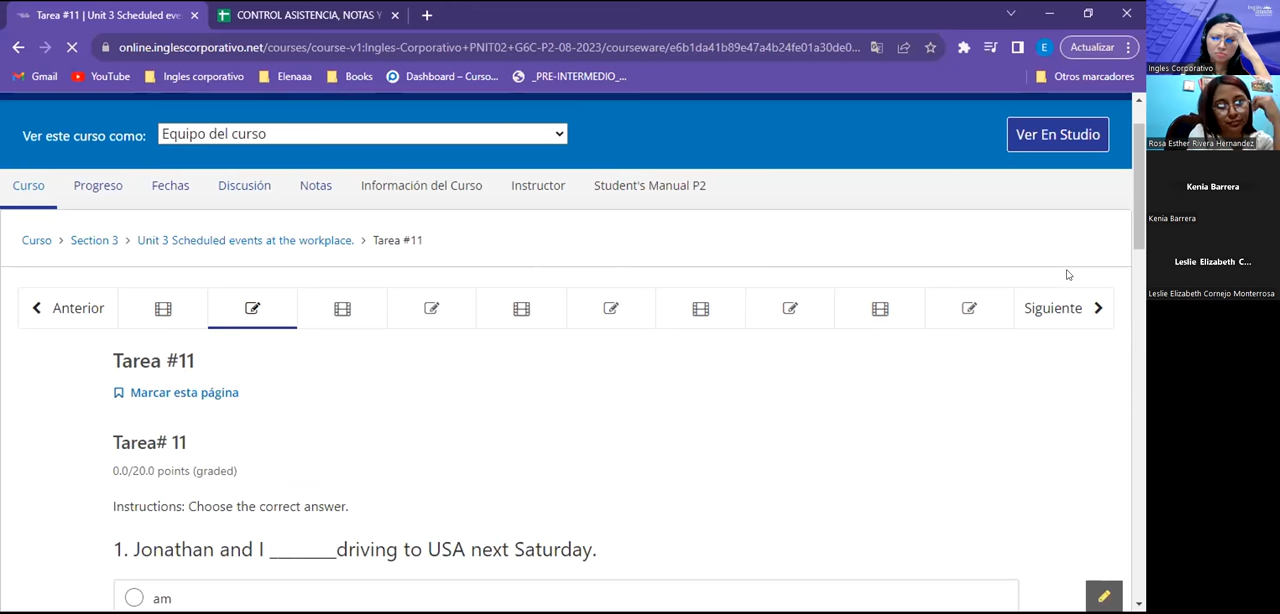 Tarea #11 | Unit 3 Scheduled eve
CONTROL ASISTENCIA, NOTAS Y
online.inglescorporativo.net/courses/course-v1:Ingles-Corporativo+PNIT02+G6C-P2-08-2023/courseware/e6b1da41b89e47a4b24fe01a30de0...
E
Actualizar
Gmail
YouTube
Ingles corporativo
Elenaaa
Books
Dashboard – Curso...
_PRE-INTERMEDIO_...
Otros marcadores
Ver este curso como:
Equipo del curso
Ver En Studio
Curso
Progreso
Fechas
Discusión
Notas
Información del Curso
Instructor
Student's Manual P2
Curso > Section 3 > Unit 3 Scheduled events at the workplace. > Tarea #11
Anterior
Siguiente
Tarea #11
Marcar esta página
Tarea# 11
0.0/20.0 points (graded)
Instructions: Choose the correct answer.
1. Jonathan and I ________driving to USA next Saturday.
am
Ingles Corporativo
Rosa Esther Rivera Hernandez
Kenia Barrera
Kenia Barrera
Leslie Elizabeth C...
Leslie Elizabeth Cornejo Monterrosa